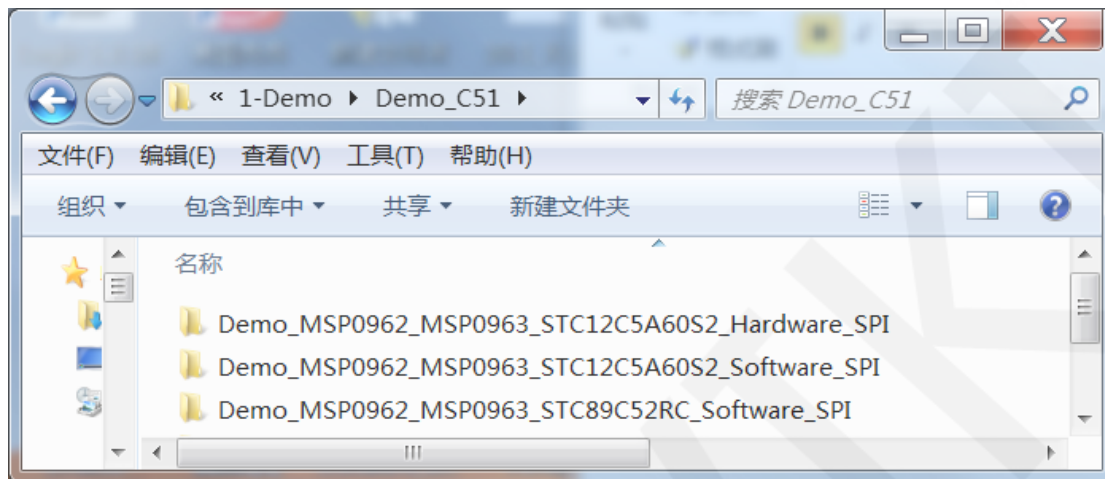 « 1-Demo Demo_C51 搜索 Demo_C51
文件(F) 编辑(E) 查看(V) 工具(T) 帮助(H)
组织 包含到库中 共享 新建文件夹
名称
Demo_MSP0962_MSP0963_STC12C5A60S2_Hardware_SPI
Demo_MSP0962_MSP0963_STC12C5A60S2_Software_SPI
Demo_MSP0962_MSP0963_STC89C52RC_Software_SPI